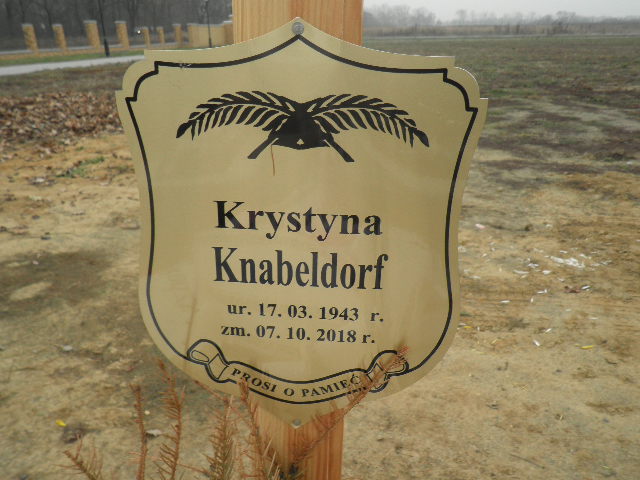 Krystyna
Knabeldorf
ur. 17. 03. 1943 r.
zm. 07. 10. 2018 r.
PROSI O PAMIĘĆ